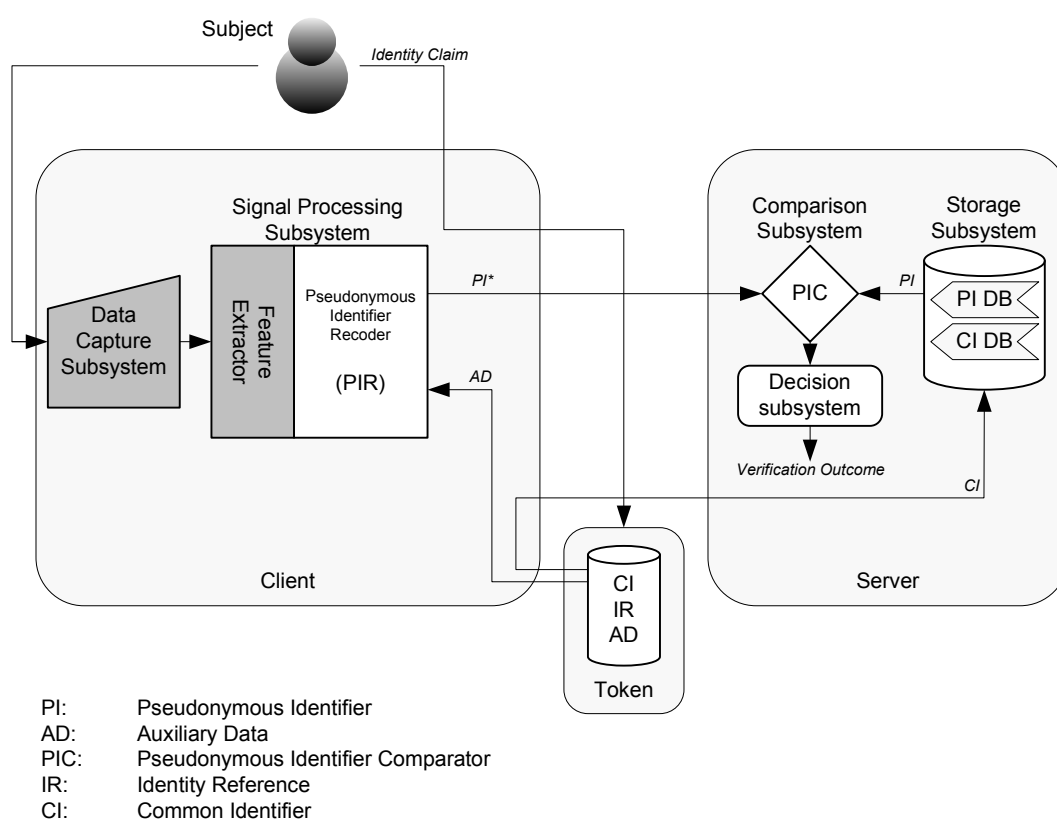 Subject
Identity Claim
Signal Processing
Subsystem
Data
Capture
Subsystem
Feature
Extractor
Pseudonymous
Identifier
Recoder
(PIR)
PI*
AD
Client
Comparison
Subsystem
Storage
Subsystem
PIC
PI
PI DB
CI DB
Decision
subsystem
Verification Outcome
CI
Server
CI
IR
AD
Token
PI: Pseudonymous Identifier
AD: Auxiliary Data
PIC: Pseudonymous Identifier Comparator
IR: Identity Reference
CI: Common Identifier